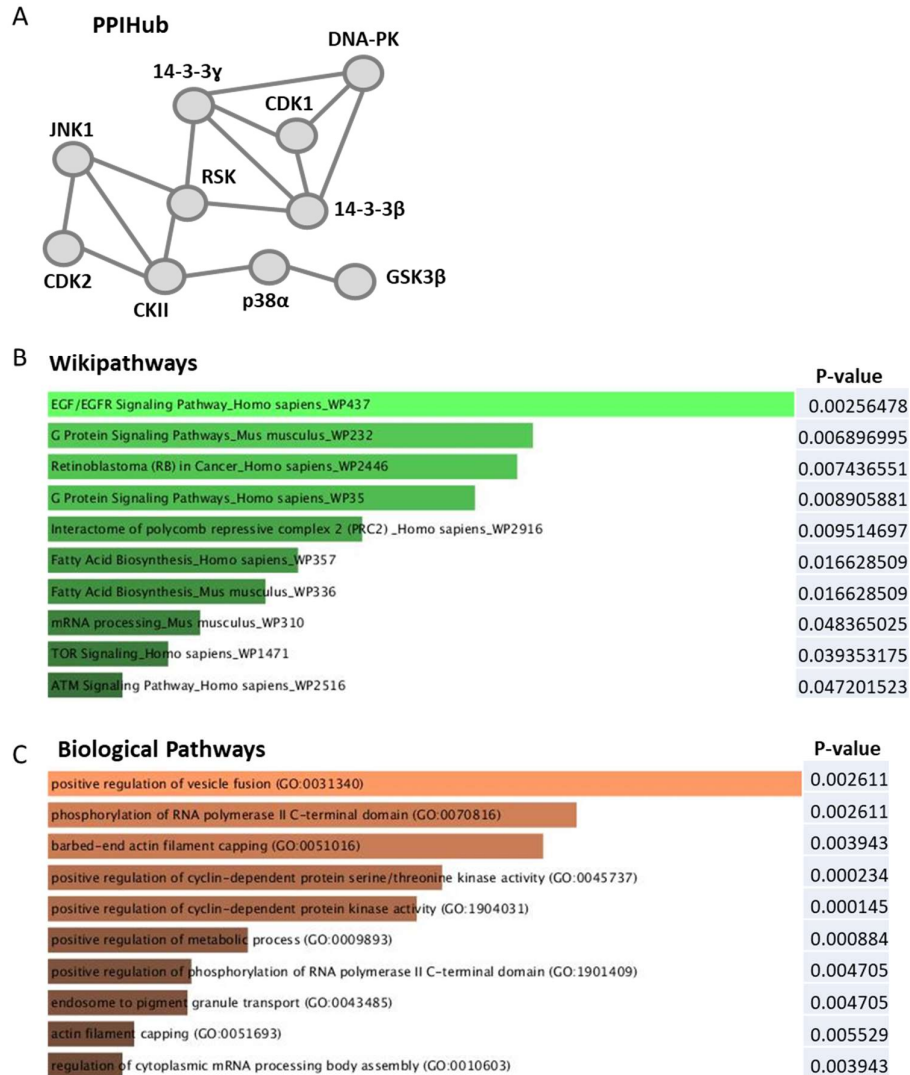 A
PPIHub
DNA-PK
14-3-3ɣ
CDK1
JNK1
RSK
14-3-3β
CDK2
CKII
p38α
GSK3β
B
Wikipathways
P-value
EGF/EGFR Signaling Pathway_Homo sapiens_WP437 0.00256478
G Protein Signaling Pathways_Mus musculus_WP232 0.006896995
Retinoblastoma (RB) in Cancer_Homo sapiens_WP2446 0.007436551
G Protein Signaling Pathways_Homo sapiens_WP35 0.008905881
Interactome of polycomb repressive complex 2 (PRC2) _Homo sapiens_WP2916 0.009514697
Fatty Acid Biosynthesis_Homo sapiens_WP357 0.016628509
Fatty Acid Biosynthesis_Mus musculus_WP336 0.016628509
mRNA processing_Mus musculus_WP310 0.048365025
TOR Signaling_Homo sapiens_WP1471 0.039353175
ATM Signaling Pathway_Homo sapiens_WP2516 0.047201523
C
Biological Pathways
P-value
positive regulation of vesicle fusion (GO:0031340) 0.002611
phosphorylation of RNA polymerase II C-terminal domain (GO:0070816) 0.002611
barbed-end actin filament capping (GO:0051016) 0.003943
positive regulation of cyclin-dependent protein serine/threonine kinase activity (GO:0045737) 0.000234
positive regulation of cyclin-dependent protein kinase activity (GO:1904031) 0.000145
positive regulation of metabolic process (GO:0009893) 0.000884
positive regulation of phosphorylation of RNA polymerase II C-terminal domain (GO:1901409) 0.004705
endosome to pigment granule transport (GO:0043485) 0.004705
actin filament capping (GO:0051693) 0.005529
regulation of cytoplasmic mRNA processing body assembly (GO:0010603) 0.003943